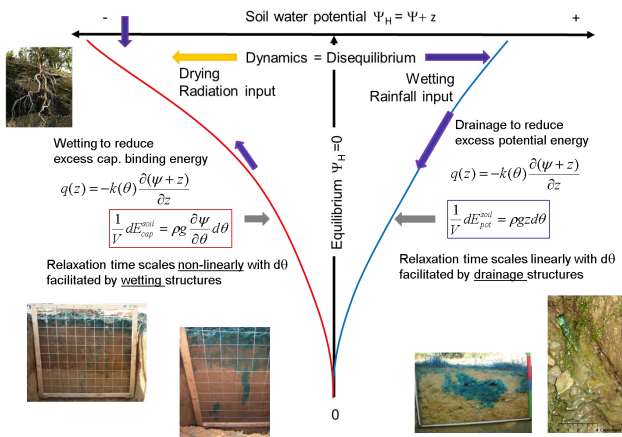 - Soil water potential Ψ_H = Ψ+ z +
Dynamics = Disequilibrium
Drying
Radiation input
Wetting
Rainfall input
Wetting to reduce
excess cap. binding energy
q(z) = −k(θ) ∂(ψ + z)/∂z
1/V dE_cap^soil = ρg ∂ψ/∂θ dθ
Relaxation time scales non-linearly with dθ
facilitated by wetting structures
Equilibrium Ψ_H =0
Drainage to reduce
excess potential energy
q(z) = −k(θ) ∂(ψ + z)/∂z
1/V dE_pot^soil = ρgzdθ
Relaxation time scales linearly with dθ
facilitated by drainage structures
0